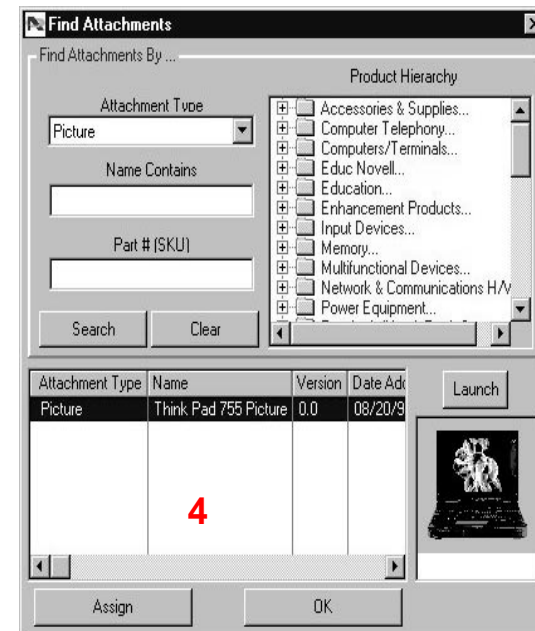 Find Attachments
Find Attachments By ...
Product Hierarchy
Attachment Type
Picture
Name Contains
Part # (SKU)
Search
Clear
Accessories & Supplies...
Computer Telephony...
Computers/Terminals...
Educ Novell...
Education...
Enhancement Products...
Input Devices...
Memory...
Multifunctional Devices...
Network & Communications H/W
Power Equipment...
Attachment Type Name Version Date Adc
Picture Think Pad 755 Picture 0.0 08/20/9
Launch
4
Assign
OK